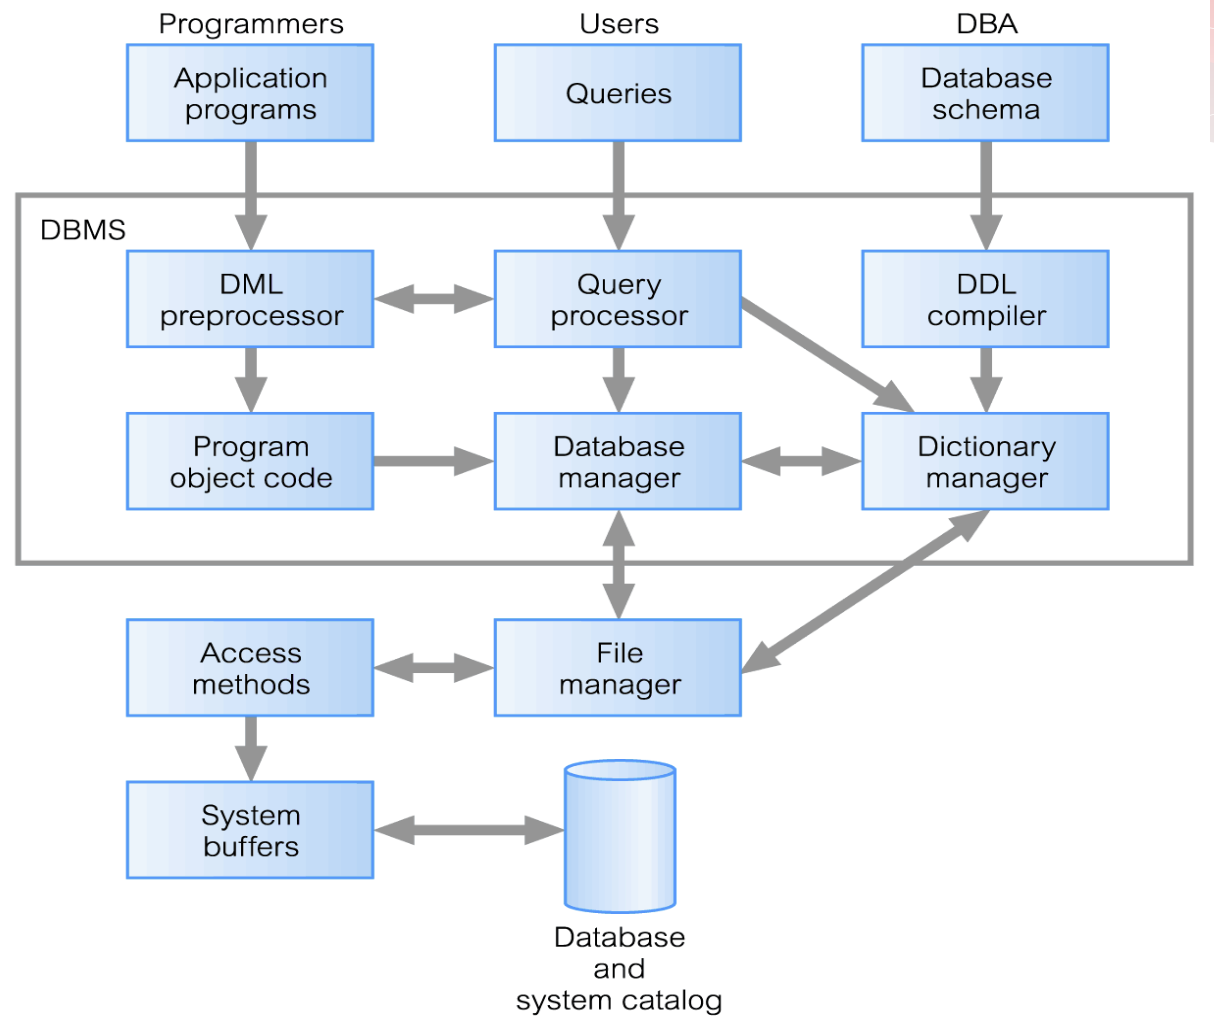 Programmers
Users
DBA
Application
programs
Queries
Database
schema
DBMS
DML
preprocessor
Query
processor
DDL
compiler
Program
object code
Database
manager
Dictionary
manager
Access
methods
File
manager
System
buffers
Database
and
system catalog